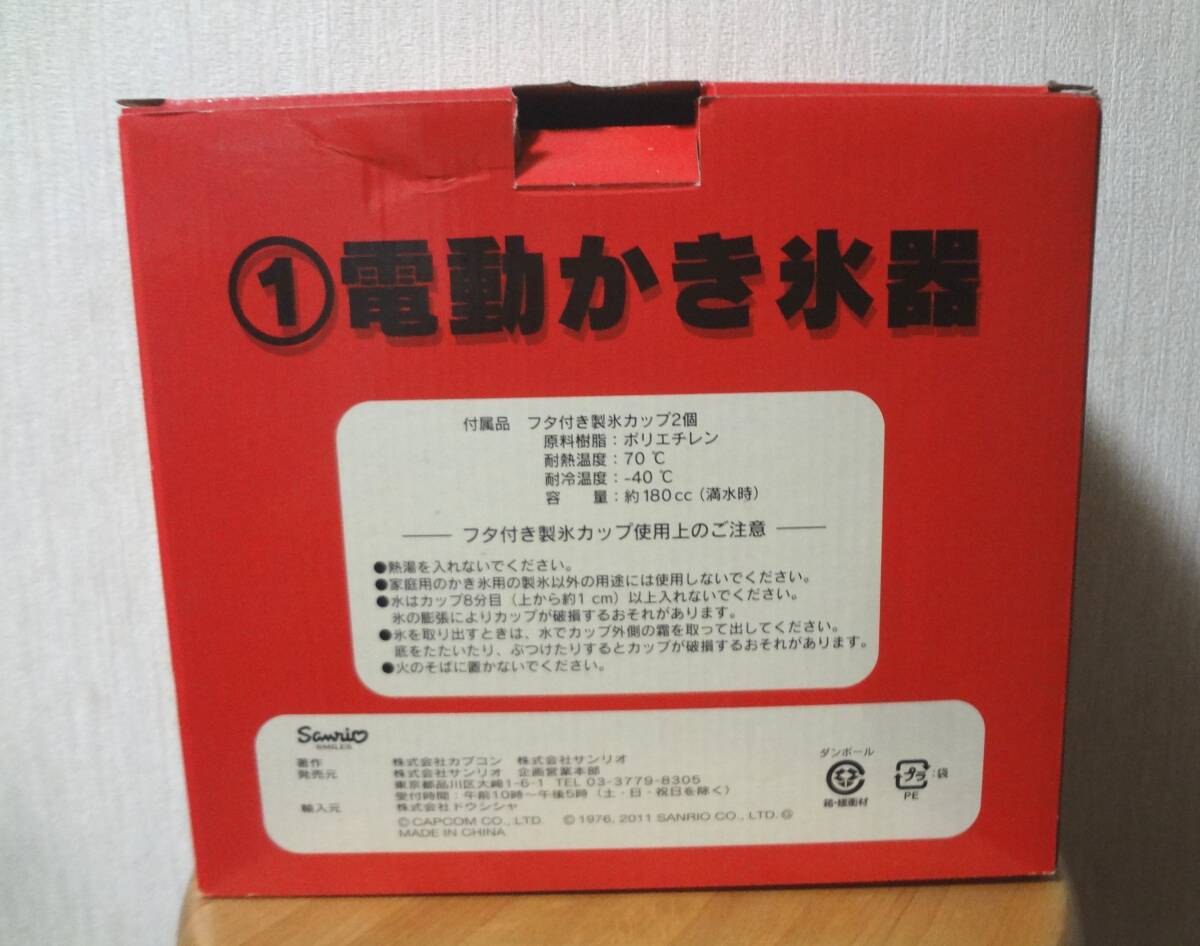 ①電動かき氷器
付属品 フタ付き製氷カップ2個
原料樹脂：ポリエチレン
耐熱温度：70℃
耐冷温度：-40℃
容 量：約180cc（満水時）
フタ付き製氷カップ使用上のご注意
●熱湯を入れないでください。
●家庭用のかき氷用の製氷以外の用途には使用しないでください。
●水はカップ8分目（上から約1cm）以上入れないでください。
氷の膨張によりカップが破損するおそれがあります。
●氷を取り出すときは、水でカップ外側の霜を取って出してください。
底をたたいたり、ぶつけたりするとカップが破損するおそれがあります。
●火のそばに置かないでください。
Sanrio
SMILES
著作 株式会社カプコン 株式会社サンリオ
発売元 株式会社サンリオ 企画営業本部
東京都品川区大崎1-6-1 TEL 03-3779-8305
受付時間：午前10時～午後5時（土・日・祝日を除く）
輸入元 株式会社ドウシシャ
©CAPCOM CO., LTD. ©1976, 2011 SANRIO CO., LTD.
MADE IN CHINA
ダンボール
箱・緩衝材
プラ：袋
PE